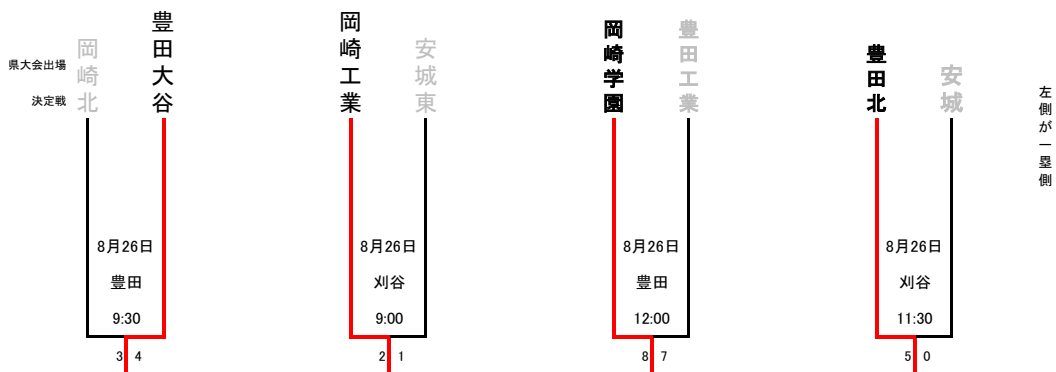 県大会出場
決定戦
岡崎北
豊田大谷
8月26日
豊田
9:30
3 4
岡崎工業
安城東
8月26日
刈谷
9:00
2 1
岡崎学園
豊田工業
8月26日
豊田
12:00
8 7
豊田北
安城
8月26日
刈谷
11:30
5 0
左側が一塁側